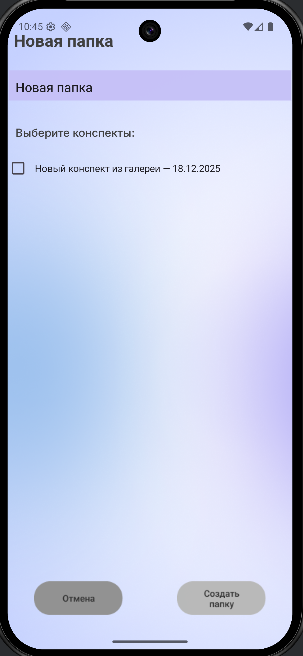 10:45
Новая папка
Новая папка
Выберите конспекты:
Новый конспект из галереи — 18.12.2025
Отмена
Создать
папку